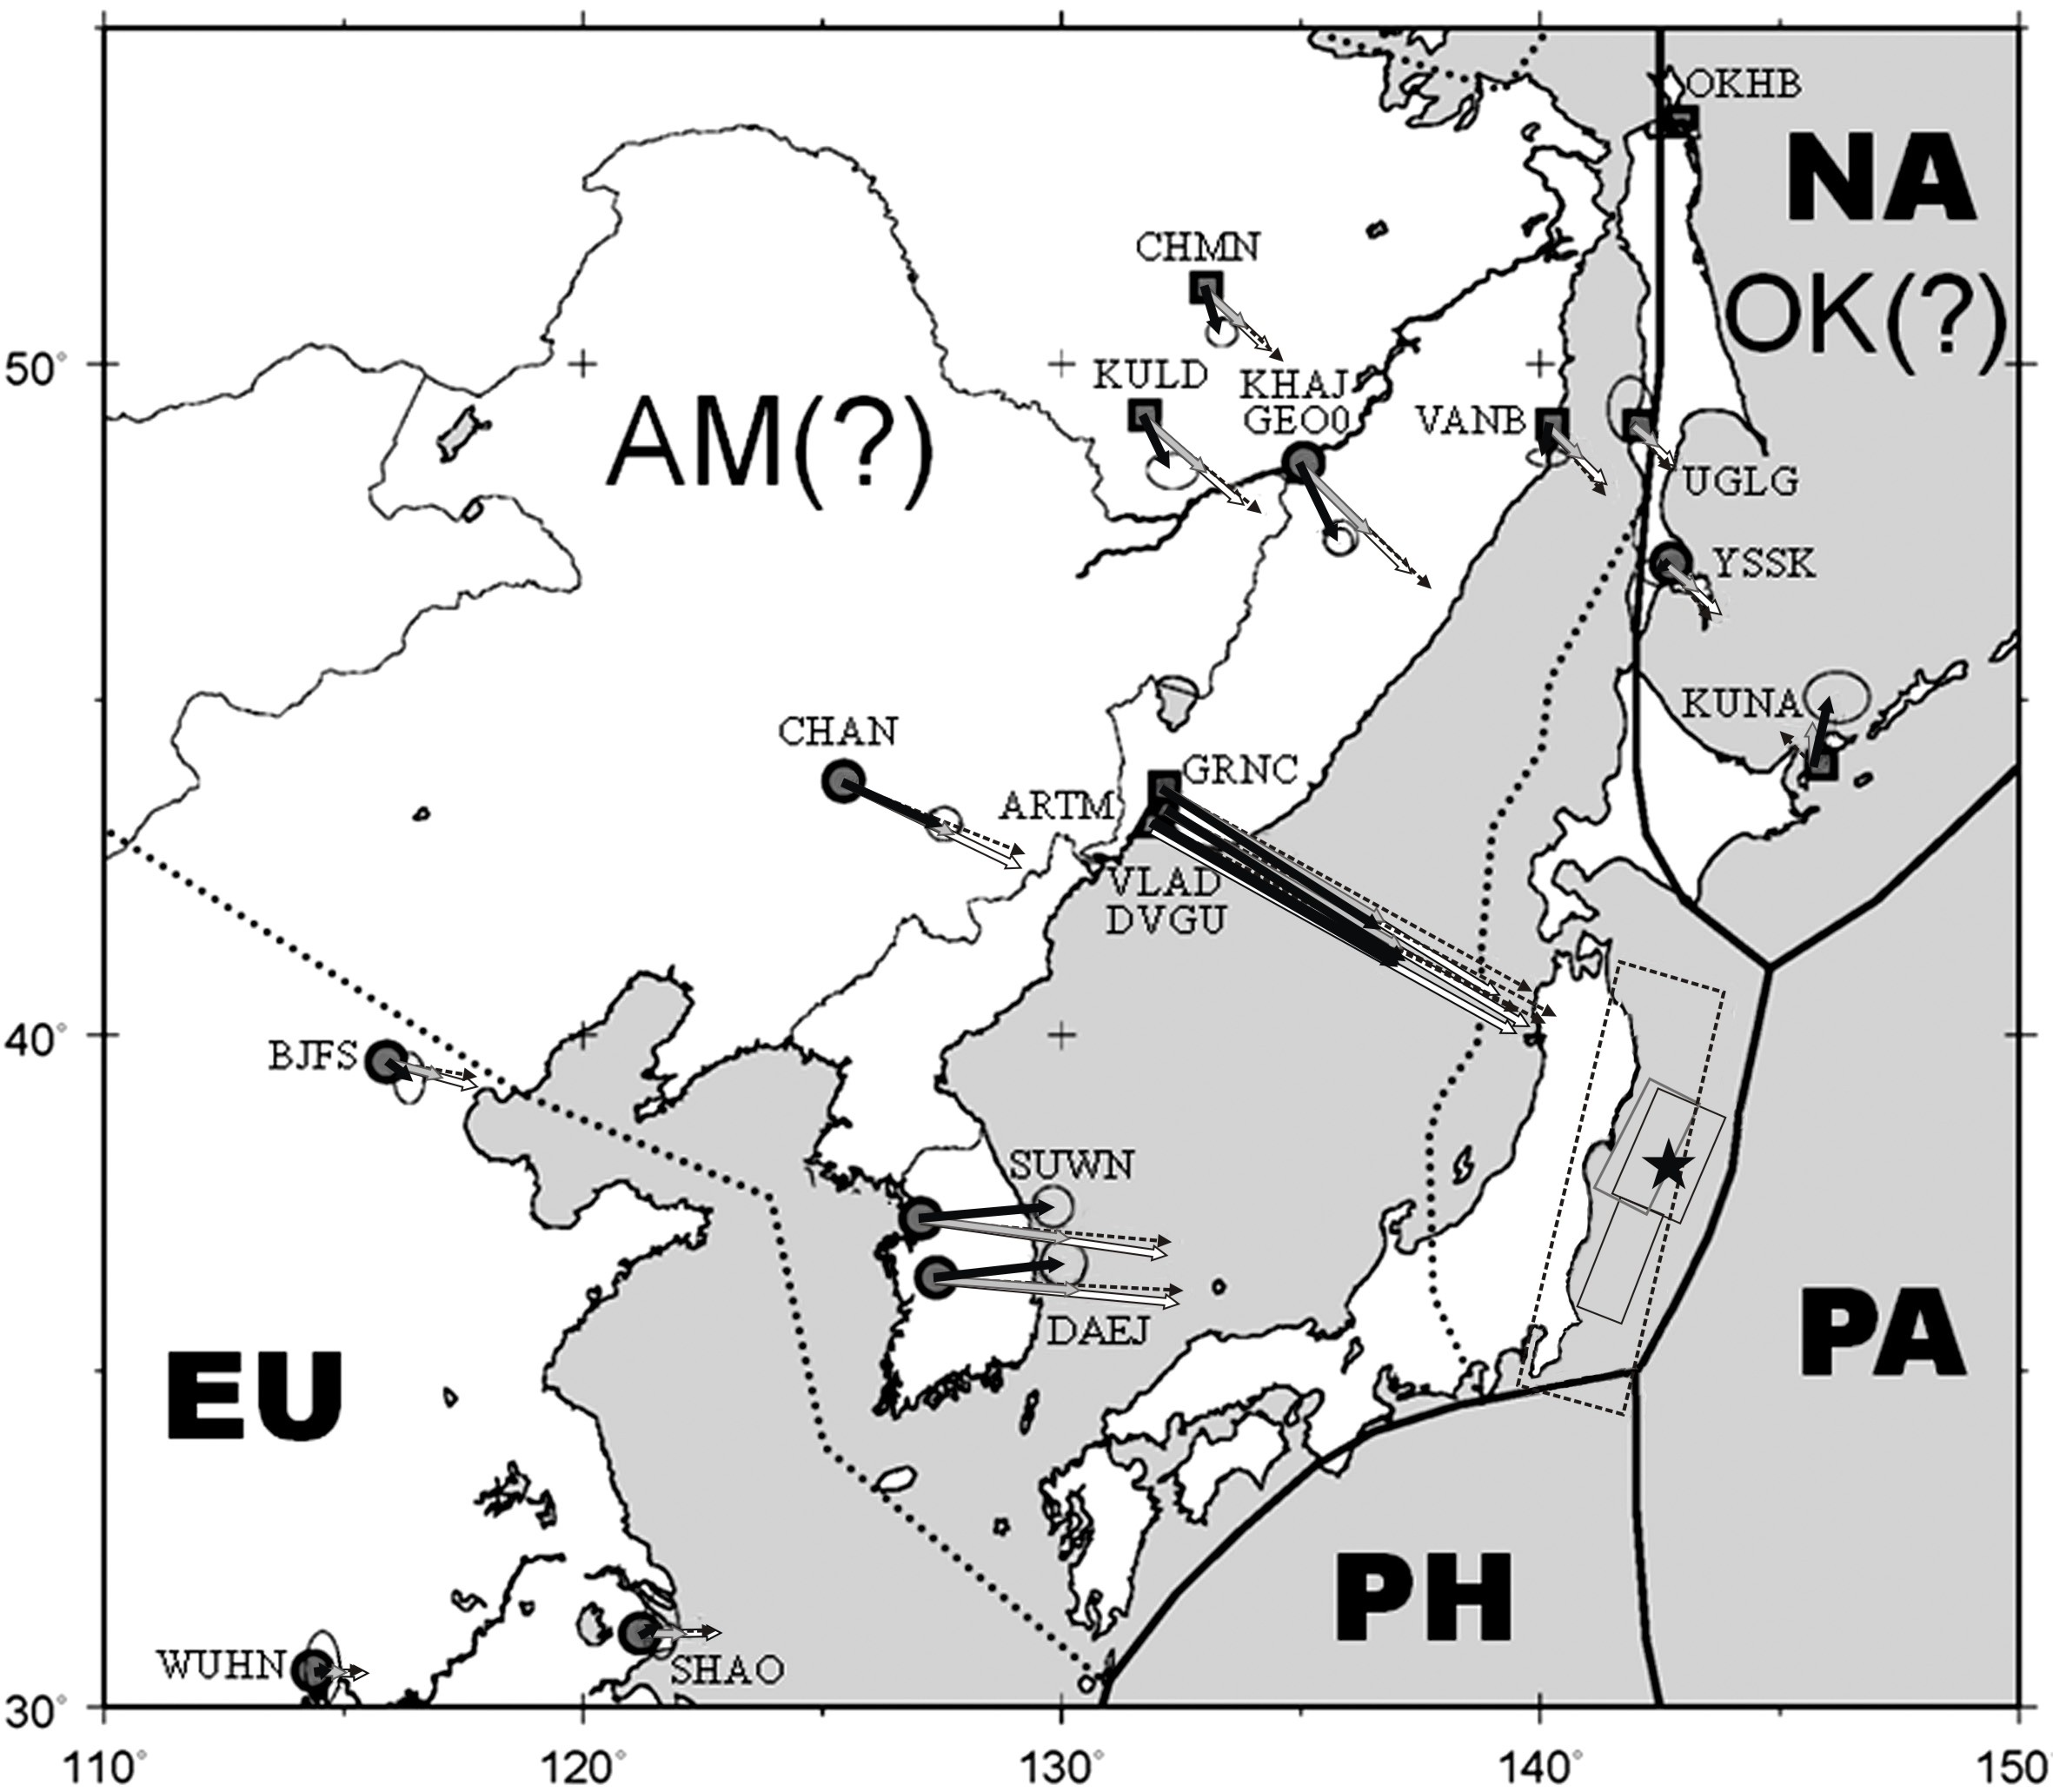 OKHB
NA
CHMN
OK(?)
50°
KULD
KHAJ
GEO0
AM(?)
VANB
UGLG
YSSK
KUNA
CHAN
GRNC
ARTM
VLAD
DVGU
40°
BJFS
SUWN
DAEJ
PA
EU
PH
WUHN
SHAO
30°
110° 120° 130° 140° 150°